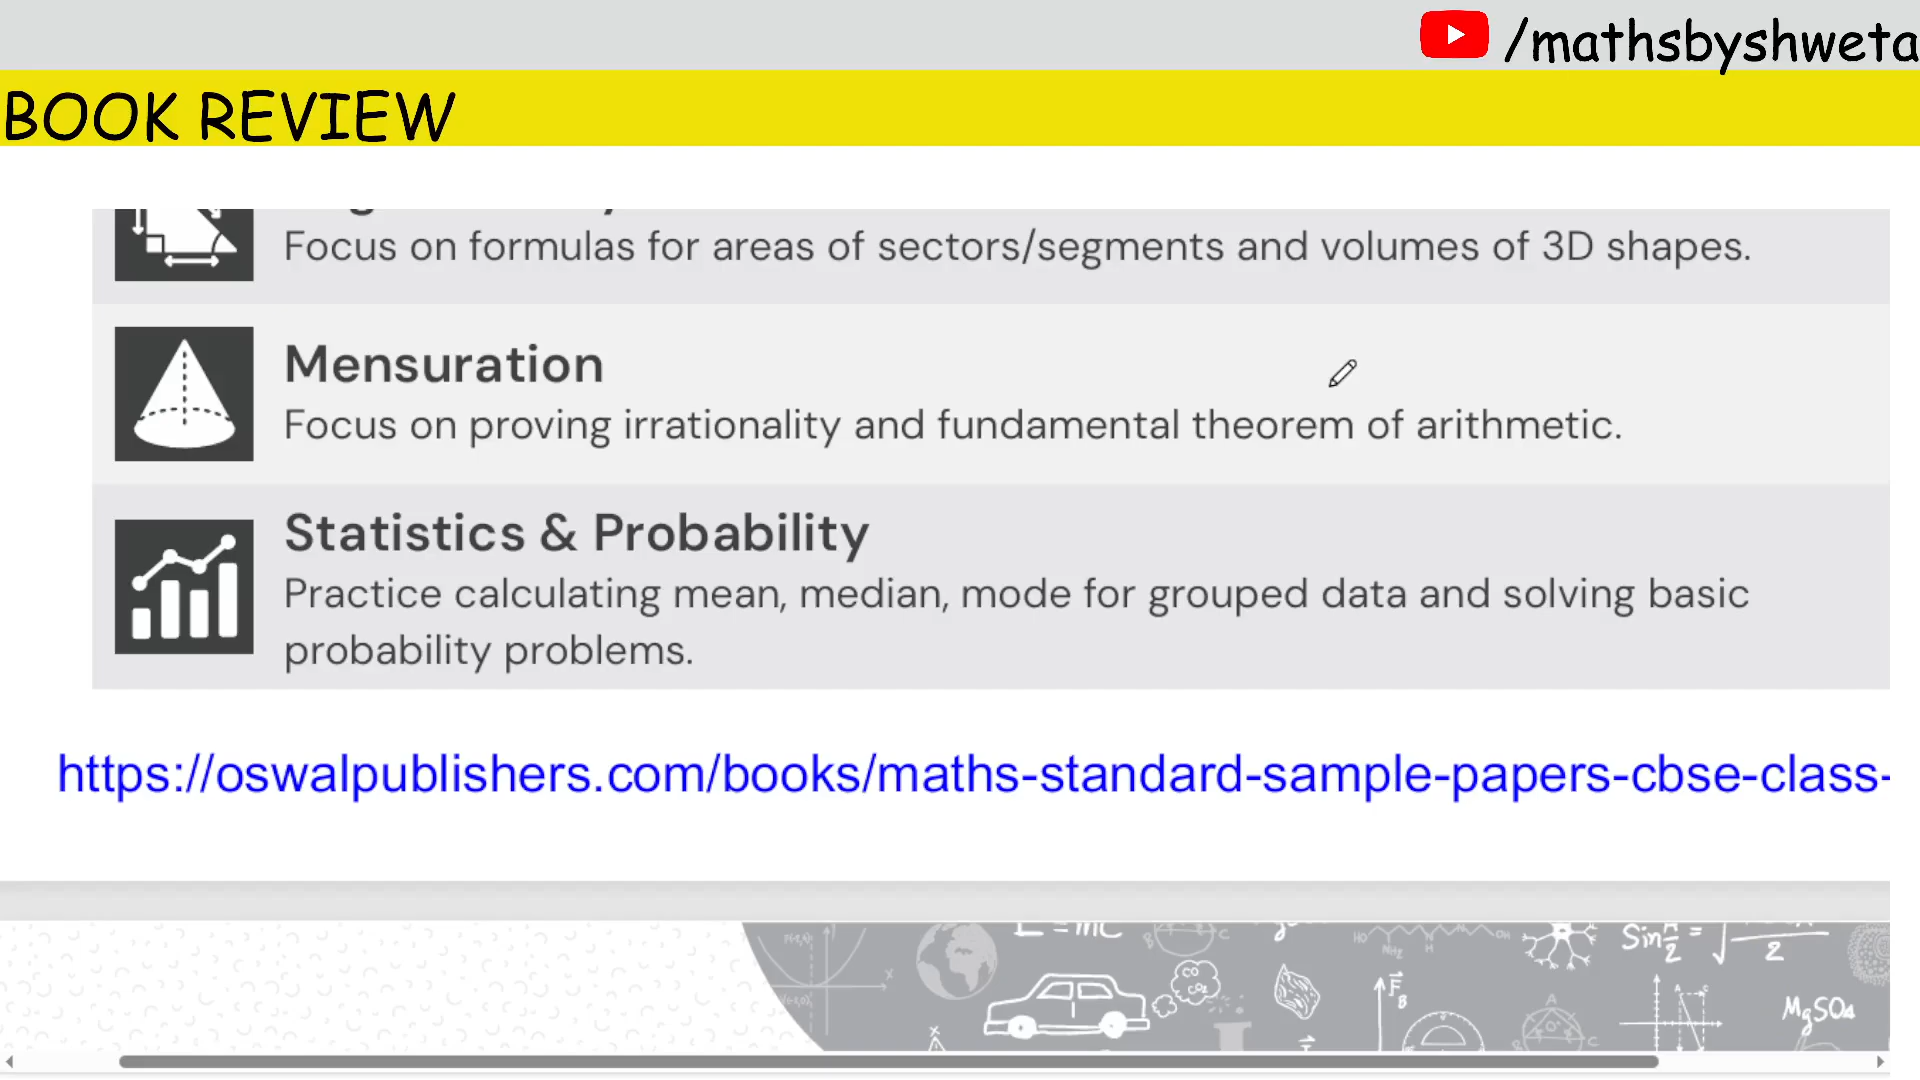 /mathsbyshweta
BOOK REVIEW
Focus on formulas for areas of sectors/segments and volumes of 3D shapes.
Mensuration
Focus on proving irrationality and fundamental theorem of arithmetic.
Statistics & Probability
Practice calculating mean, median, mode for grouped data and solving basic
probability problems.
https://oswalpublishers.com/books/maths-standard-sample-papers-cbse-class-
MgSO4